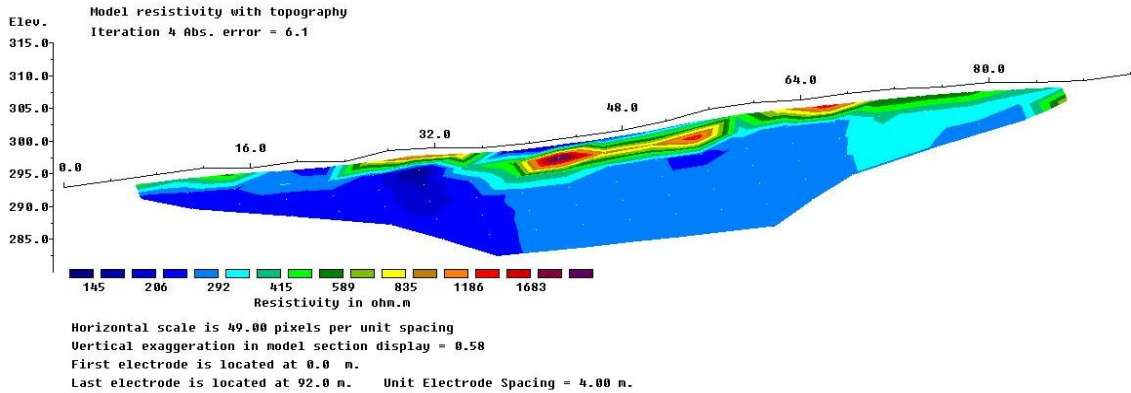 Model resistivity with topography
Elev.
Iteration 4 Abs. error = 6.1
315.0
310.0
305.0
300.0
295.0
290.0
285.0
0.0
16.0
32.0
48.0
64.0
80.0
145 206 292 415 589 835 1186 1683
Resistivity in ohm.m
Horizontal scale is 49.00 pixels per unit spacing
Vertical exaggeration in model section display = 0.58
First electrode is located at 0.0 m.
Last electrode is located at 92.0 m. Unit Electrode Spacing = 4.00 m.